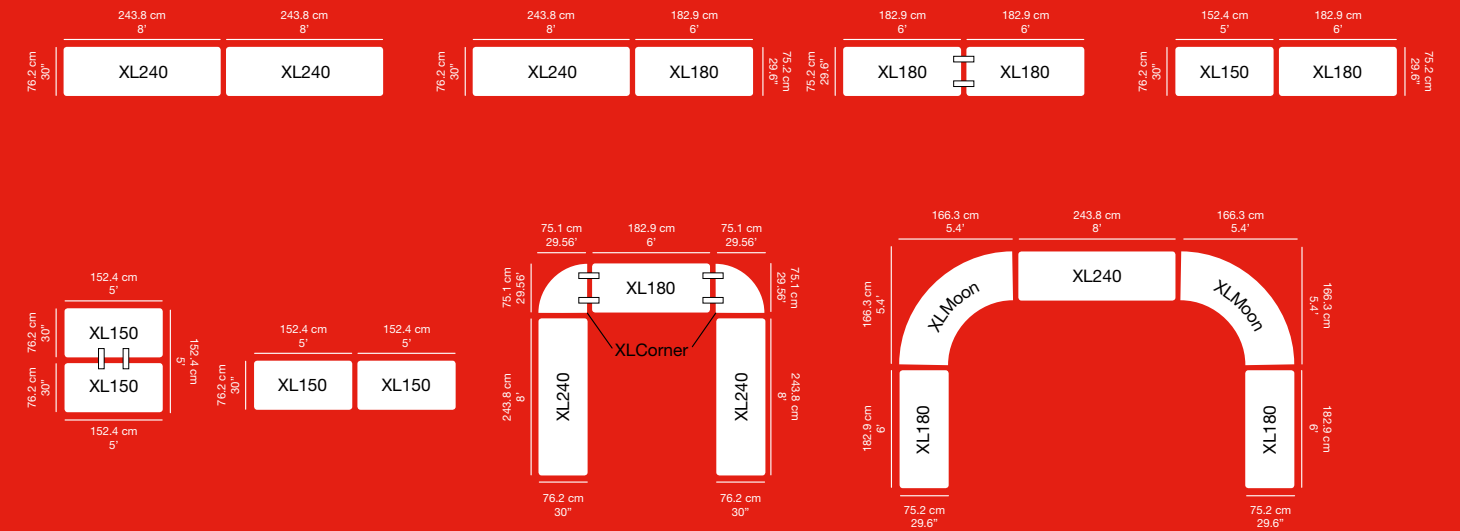 243.8 cm
8’
243.8 cm
8’
76.2 cm
30”
XL240
XL240
243.8 cm
8’
182.9 cm
6’
76.2 cm
30”
XL240
XL180
75.2 cm
29.6”
182.9 cm
6’
182.9 cm
6’
75.2 cm
29.6”
XL180
XL180
152.4 cm
5’
182.9 cm
6’
76.2 cm
30”
XL150
XL180
75.2 cm
29.6”
152.4 cm
5’
76.2 cm
30”
XL150
76.2 cm
30”
XL150
152.4 cm
5’
152.4 cm
5’
152.4 cm
5’
152.4 cm
5’
76.2 cm
30”
XL150
XL150
75.1 cm
29.56’
182.9 cm
6’
75.1 cm
29.56’
75.1 cm
29.56’
XL180
75.1 cm
29.56’
XLCorner
243.8 cm
8’
XL240
XL240
243.8 cm
8’
76.2 cm
30”
76.2 cm
30”
166.3 cm
5.4’
243.8 cm
8’
166.3 cm
5.4’
166.3 cm
5.4’
XLMoon
XL240
XLMoon
166.3 cm
5.4’
182.9 cm
6’
XL180
XL180
182.9 cm
6’
75.2 cm
29.6”
75.2 cm
29.6”